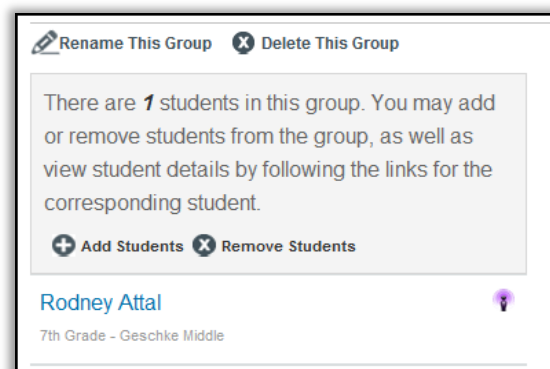 Rename This Group Delete This Group
There are 1 students in this group. You may add
or remove students from the group, as well as
view student details by following the links for the
corresponding student.
Add Students Remove Students
Rodney Attal
7th Grade - Geschke Middle